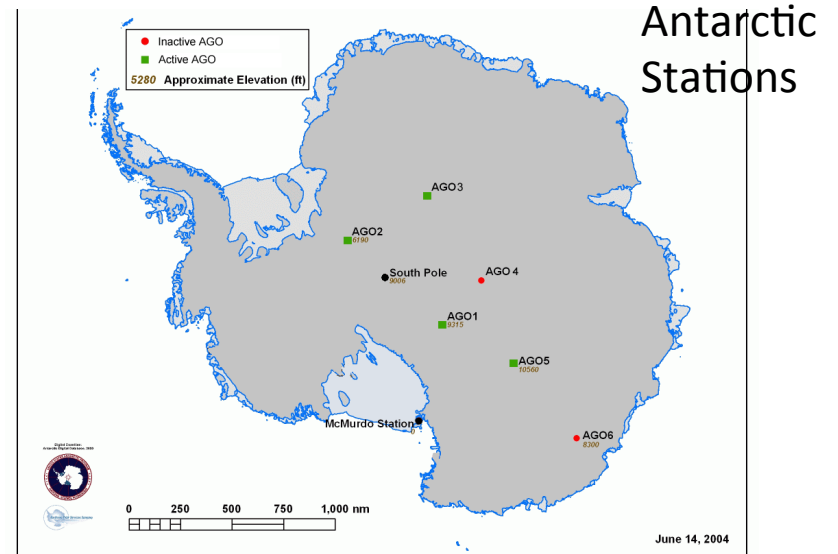 Antarctic
Stations
Inactive AGO
Active AGO
5280 Approximate Elevation (ft)
AGO3
AGO2
6190
South Pole
9006
AGO 4
AGO1
9315
AGO5
10560
McMurdo Station
0
AGO6
8300
0 250 500 750 1,000 nm
June 14, 2004